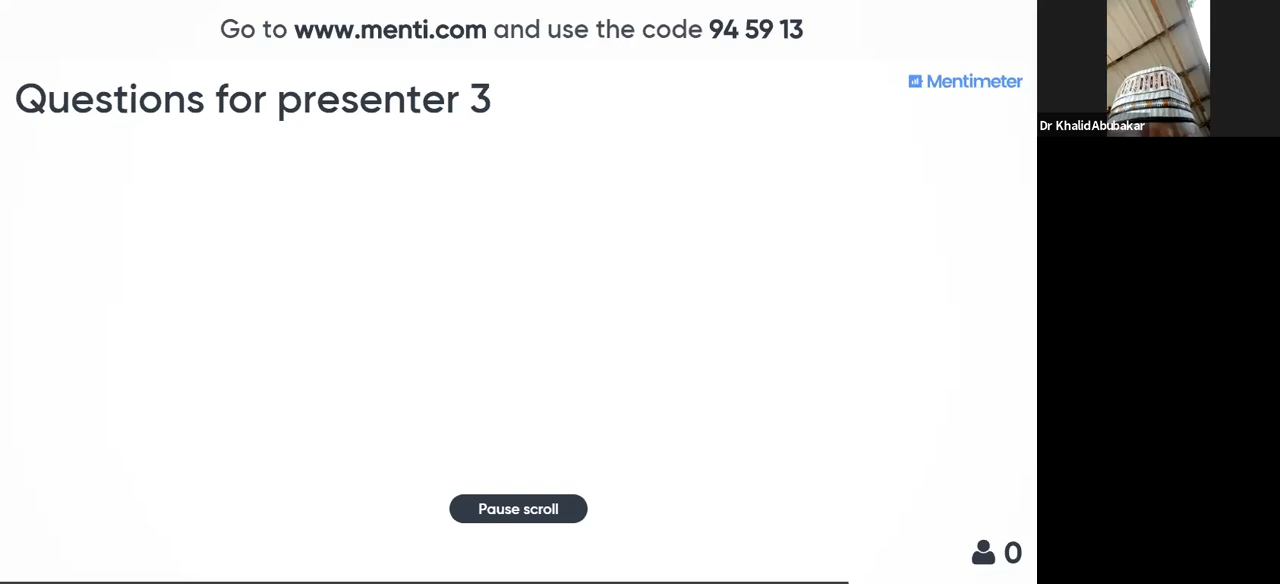 Go to www.menti.com and use the code 94 59 13
Mentimeter
Questions for presenter 3
Dr KhalidAbubakar
Pause scroll
0